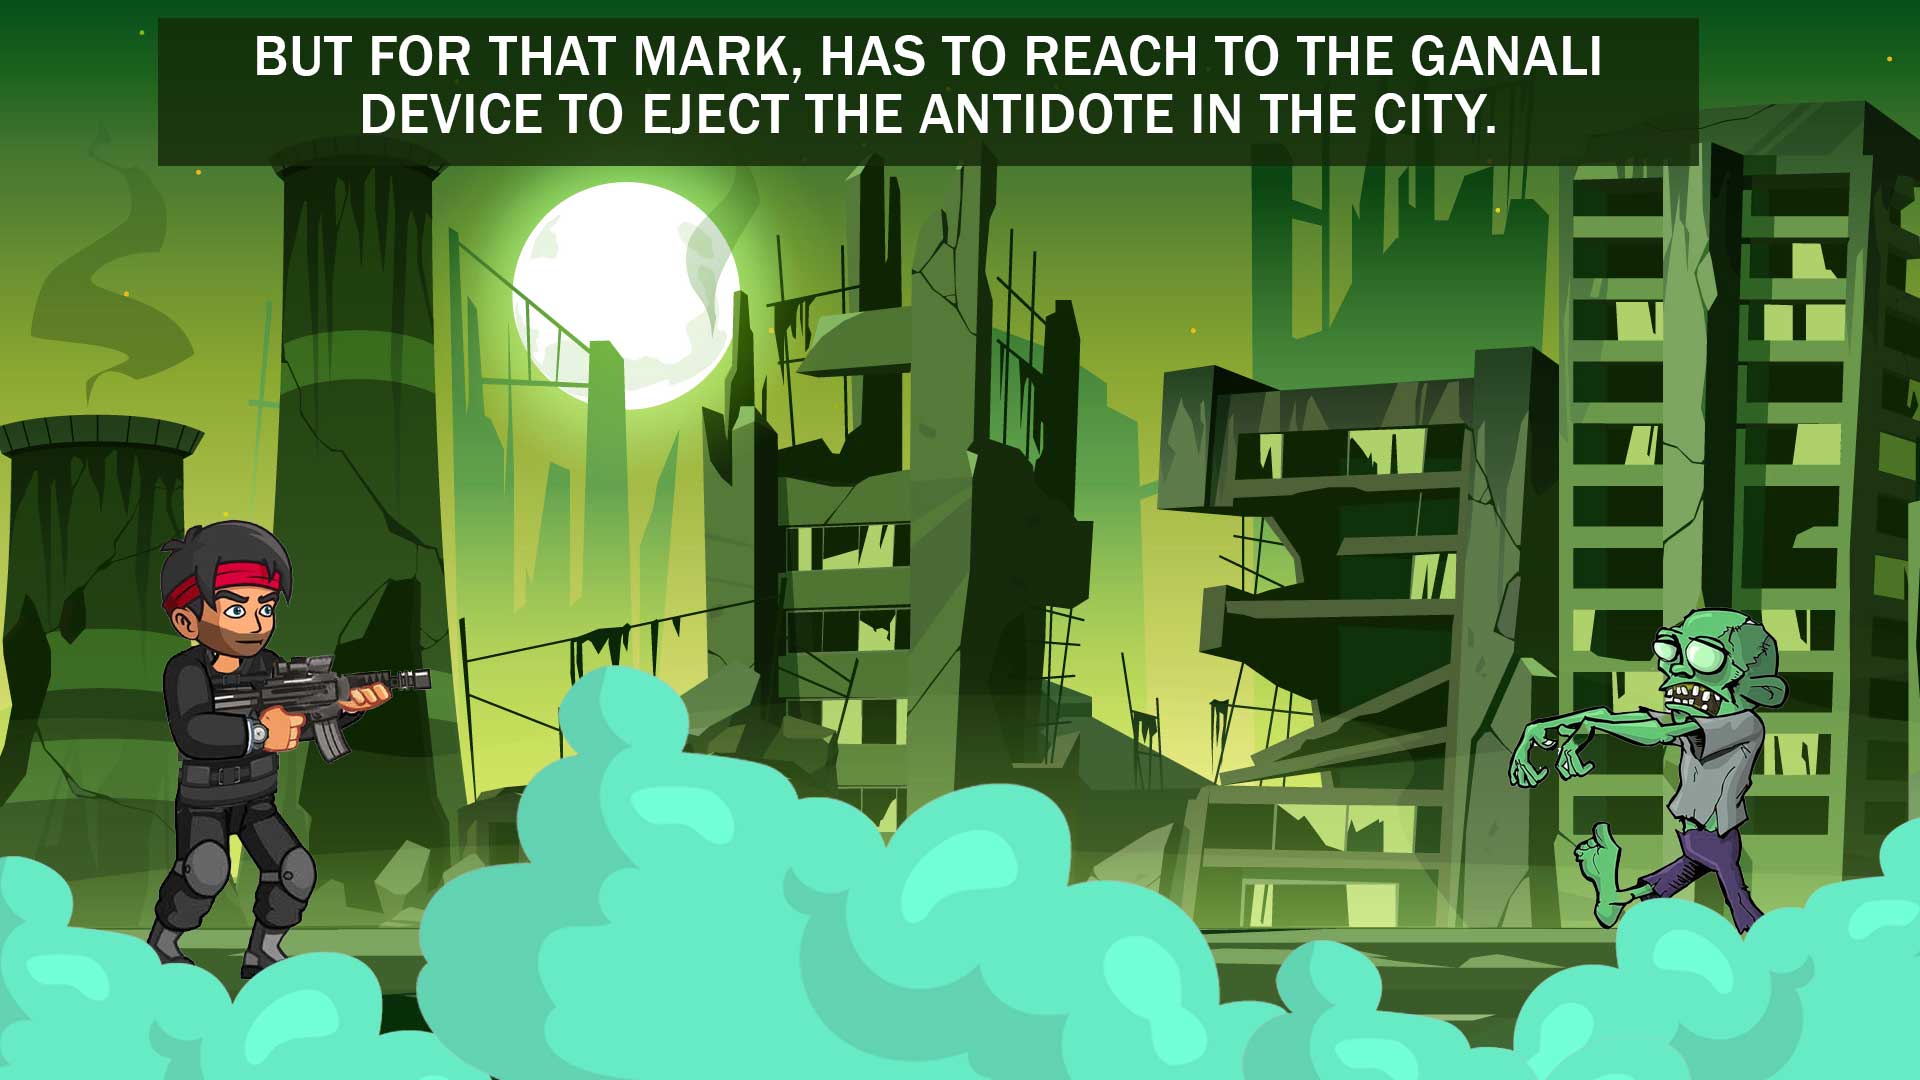 BUT FOR THAT MARK, HAS TO REACH TO THE GANALI
DEVICE TO EJECT THE ANTIDOTE IN THE CITY.